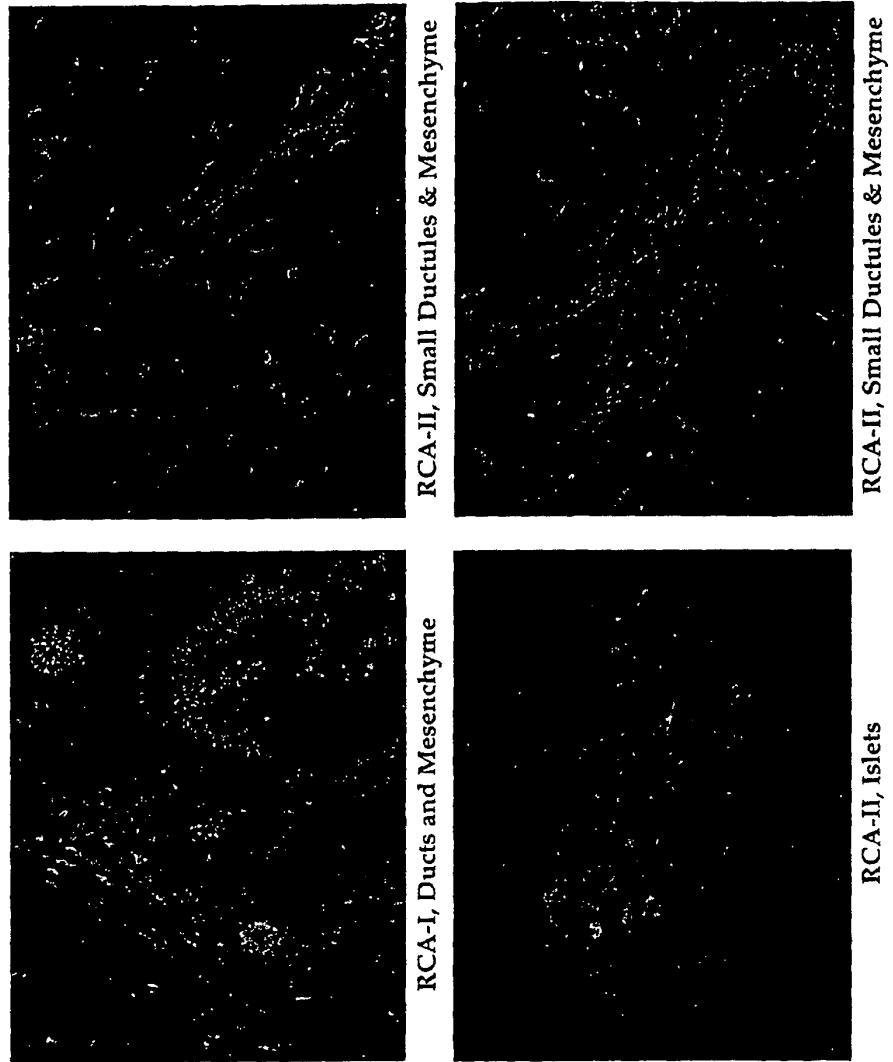 RCA-I, Ducts and Mesenchyme
RCA-II, Small Ductules & Mesenchyme
RCA-II, Islets
RCA-II, Small Ductules & Mesenchyme